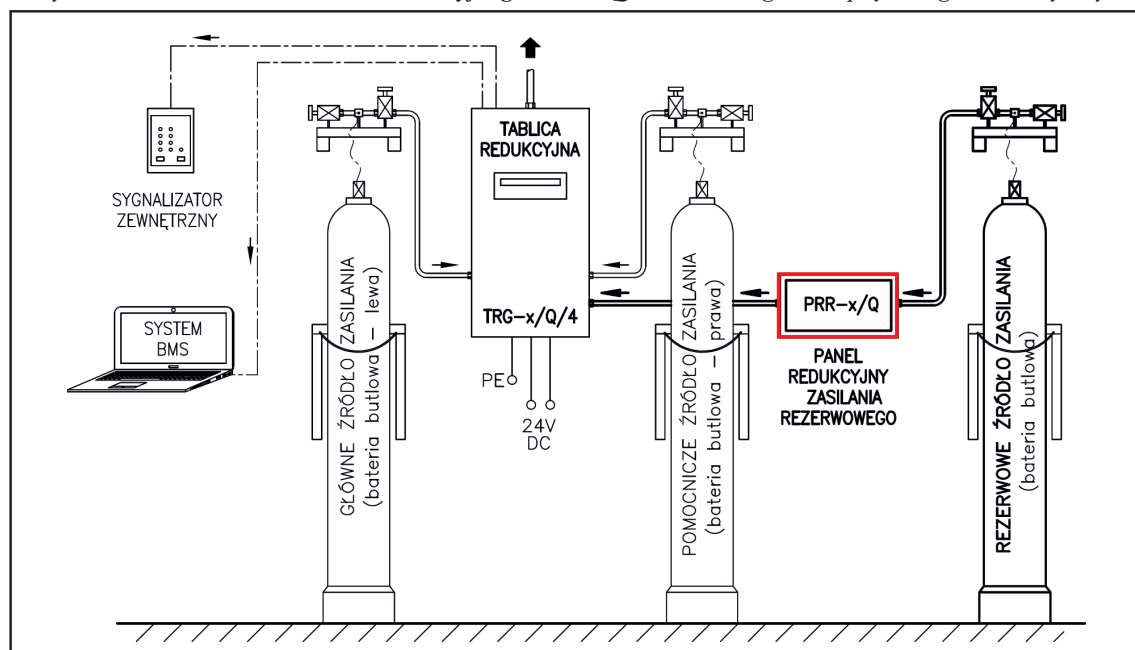 TABLICA
REDUKCYJNA
TRG-x/Q/4
SYGNALIZATOR
ZEWNĘTRZNY
SYSTEM
BMS
PE
24V
DC
GŁÓWNE ŹRÓDŁO ZASILANIA
(bateria butlowa - lewa)
POMOCNICZE ŹRÓDŁO ZASILANIA
(bateria butlowa - prawa)
PRR-x/Q
PANEL
REDUKCYJNY
ZASILANIA
REZERWOWEGO
REZERWOWE ŹRÓDŁO ZASILANIA
(bateria butlowa)